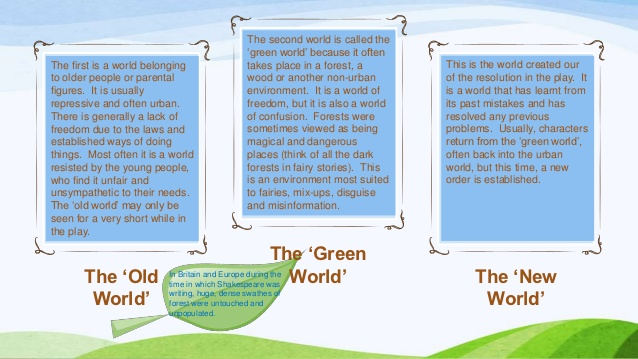 The first is a world belonging
to older people or parental
figures. It is usually
repressive and often urban.
There is generally a lack of
freedom due to the laws and
established ways of doing
things. Most often it is a world
resisted by the young people,
who find it unfair and
unsympathetic to their needs.
The ‘old world’ may only be
seen for a very short while in
the play.
The ‘Old
World’
The second world is called the
‘green world’ because it often
takes place in a forest, a
wood or another non-urban
environment. It is a world of
freedom, but it is also a world
of confusion. Forests were
sometimes viewed as being
magical and dangerous
places (think of all the dark
forests in fairy stories). This
is an environment most suited
to fairies, mix-ups, disguise
and misinformation.
The ‘Green
World’
In Britain and Europe during the
time in which Shakespeare was
writing, huge, dense swathes of
forest were untouched and
unpopulated.
This is the world created our
of the resolution in the play. It
is a world that has learnt from
its past mistakes and has
resolved any previous
problems. Usually, characters
return from the ‘green world’,
often back into the urban
world, but this time, a new
order is established.
The ‘New
World’